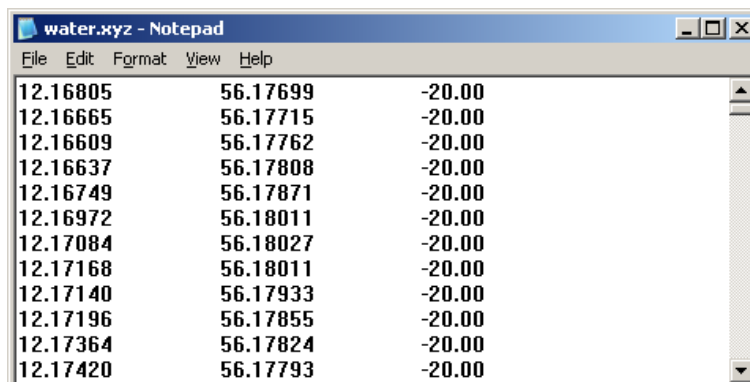 water.xyz - Notepad
File Edit Format View Help
12.16805 56.17699 -20.00
12.16665 56.17715 -20.00
12.16609 56.17762 -20.00
12.16637 56.17808 -20.00
12.16749 56.17871 -20.00
12.16972 56.18011 -20.00
12.17084 56.18027 -20.00
12.17168 56.18011 -20.00
12.17140 56.17933 -20.00
12.17196 56.17855 -20.00
12.17364 56.17824 -20.00
12.17420 56.17793 -20.00